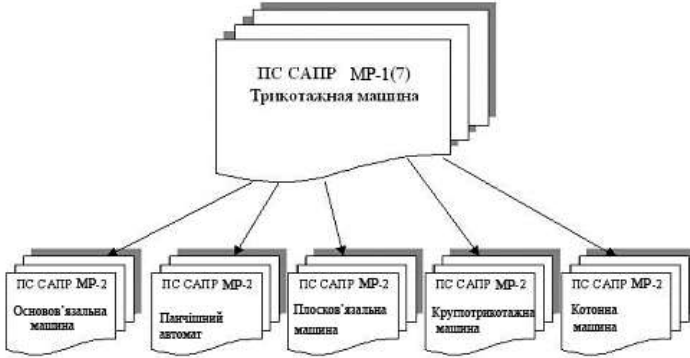 ПС САПР МР-1(7)
Трикотажная машина
ПС САПР МР-2
Основов'язальна
машина
ПС САПР МР-2
Панчішний
автомат
ПС САПР МР-2
Плосков'язальна
машина
ПС САПР МР-2
Круглотрикотажна
машина
ПС САПР МР-2
Котонна
машина